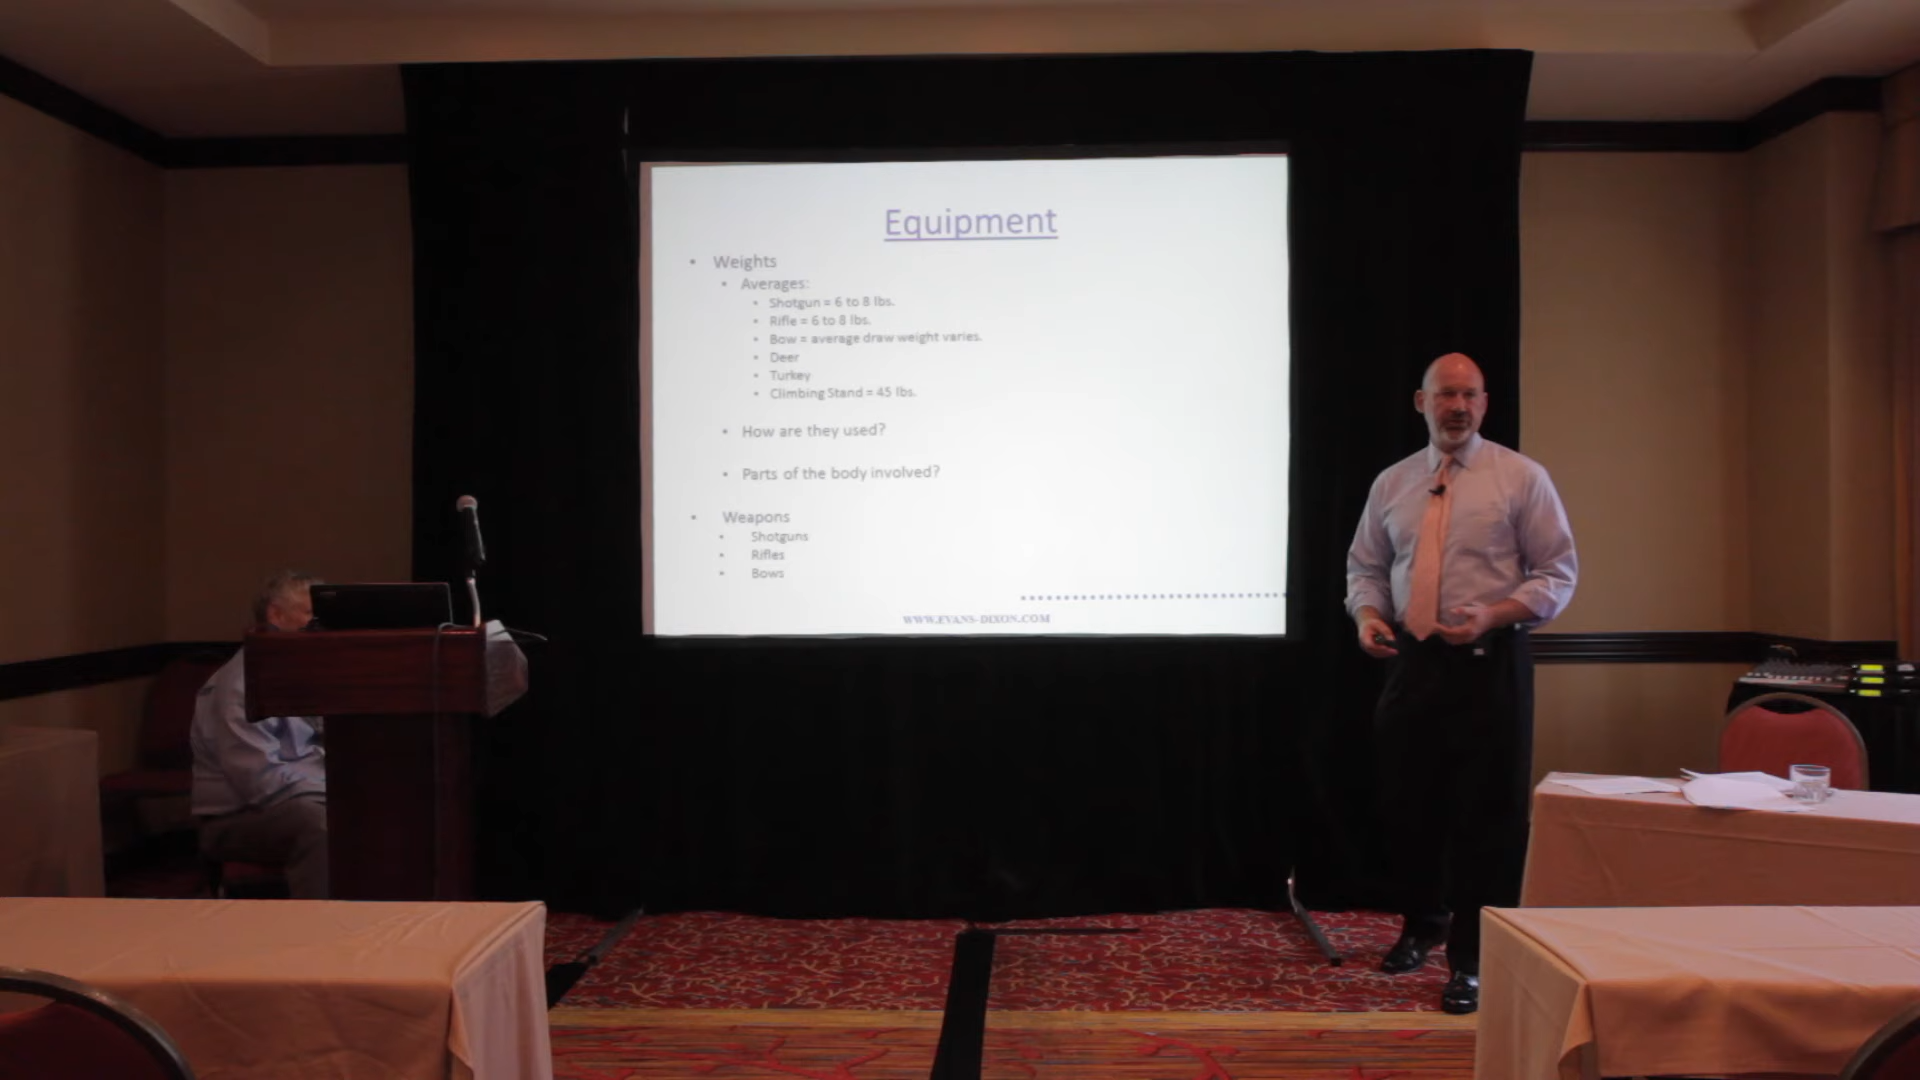 Equipment
• Weights
• Averages:
• Shotgun = 6 to 8 lbs.
• Rifle = 6 to 8 lbs.
• Bow = average draw weight varies.
• Deer
• Turkey
• Climbing Stand = 45 lbs.
• How are they used?
• Parts of the body involved?
• Weapons
• Shotguns
• Rifles
• Bows
WWW.EVANS-DIXON.COM